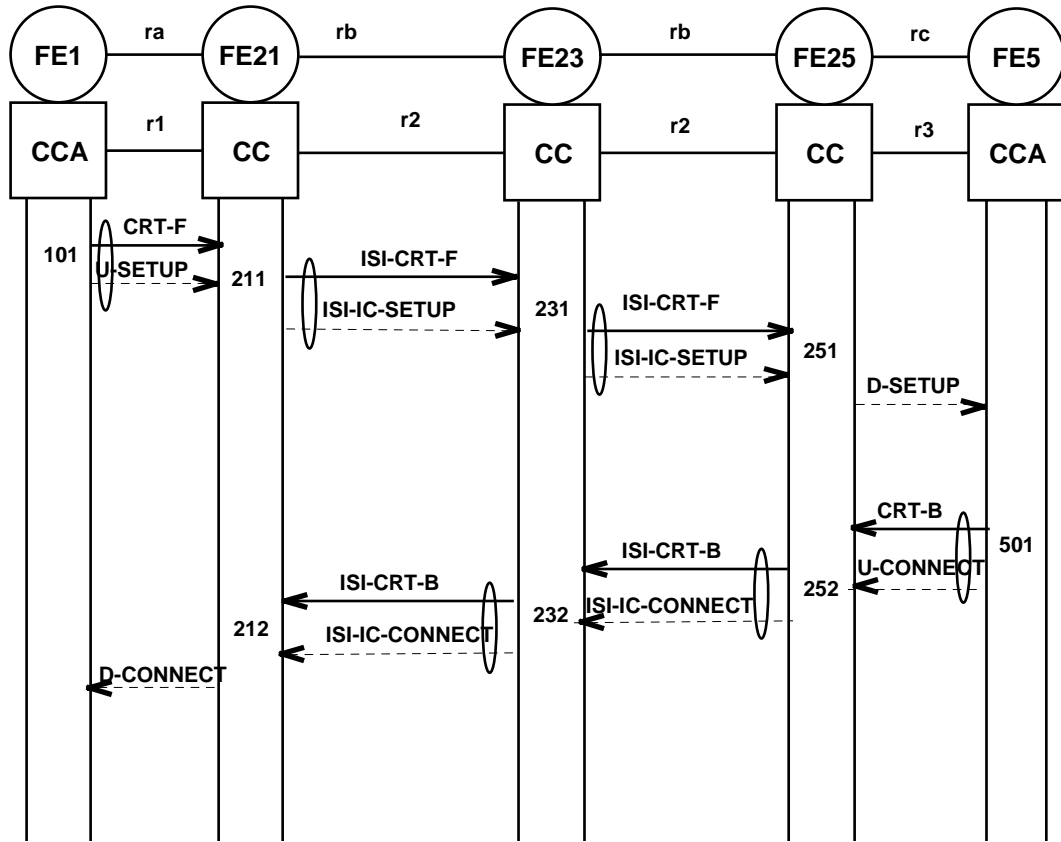 ra rb rb rc
FE1 FE21 FE23 FE25 FE5
r1 r2 r2 r3
CCA CC CC CC CCA
CRT-F
101
U-SETUP
211
ISI-CRT-F
ISI-IC-SETUP
231
ISI-CRT-F
ISI-IC-SETUP
251
D-SETUP
CRT-B
501
U-CONNECT
252
ISI-CRT-B
ISI-IC-CONNECT
232
ISI-CRT-B
ISI-IC-CONNECT
212
D-CONNECT